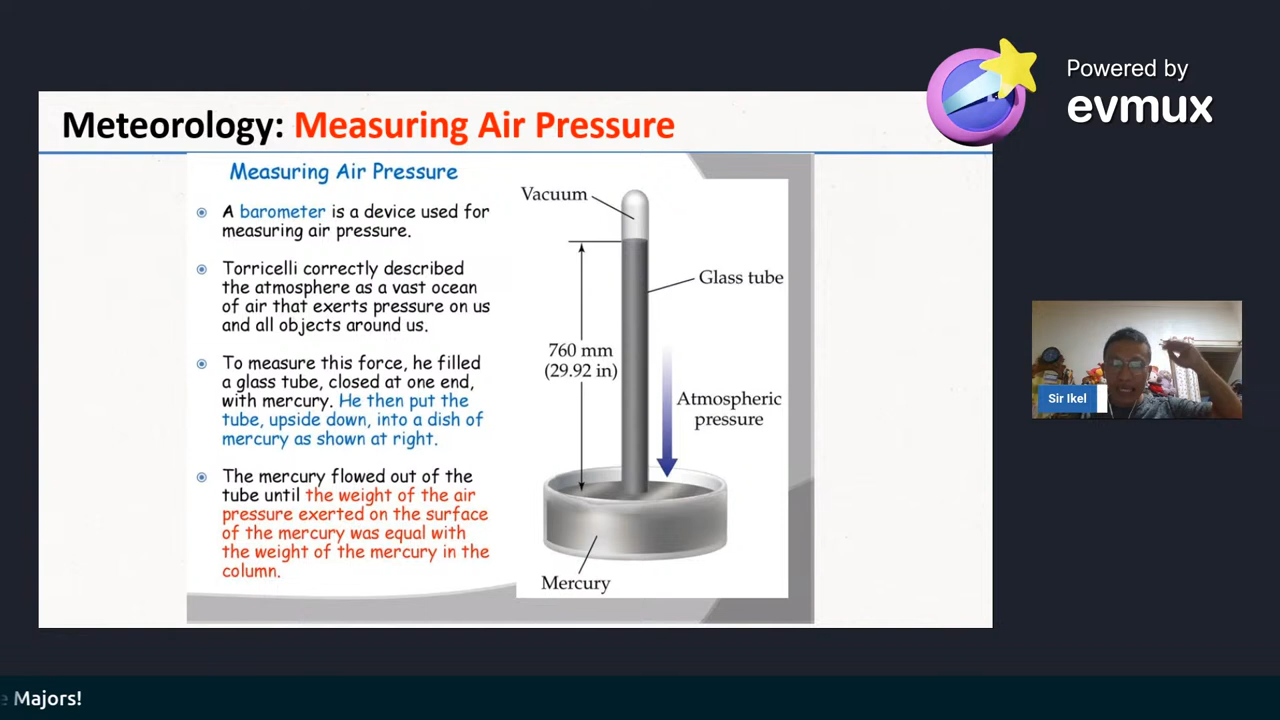 Powered by
evmux
Meteorology: Measuring Air Pressure
Measuring Air Pressure
A barometer is a device used for
measuring air pressure.
Torricelli correctly described
the atmosphere as a vast ocean
of air that exerts pressure on us
and all objects around us.
To measure this force, he filled
a glass tube, closed at one end,
with mercury. He then put the
tube, upside down, into a dish of
mercury as shown at right.
The mercury flowed out of the
tube until the weight of the air
pressure exerted on the surface
of the mercury was equal with
the weight of the mercury in the
column.
Vacuum
Glass tube
760 mm
(29.92 in)
Atmospheric
pressure
Mercury
Sir Ikel
Majors!